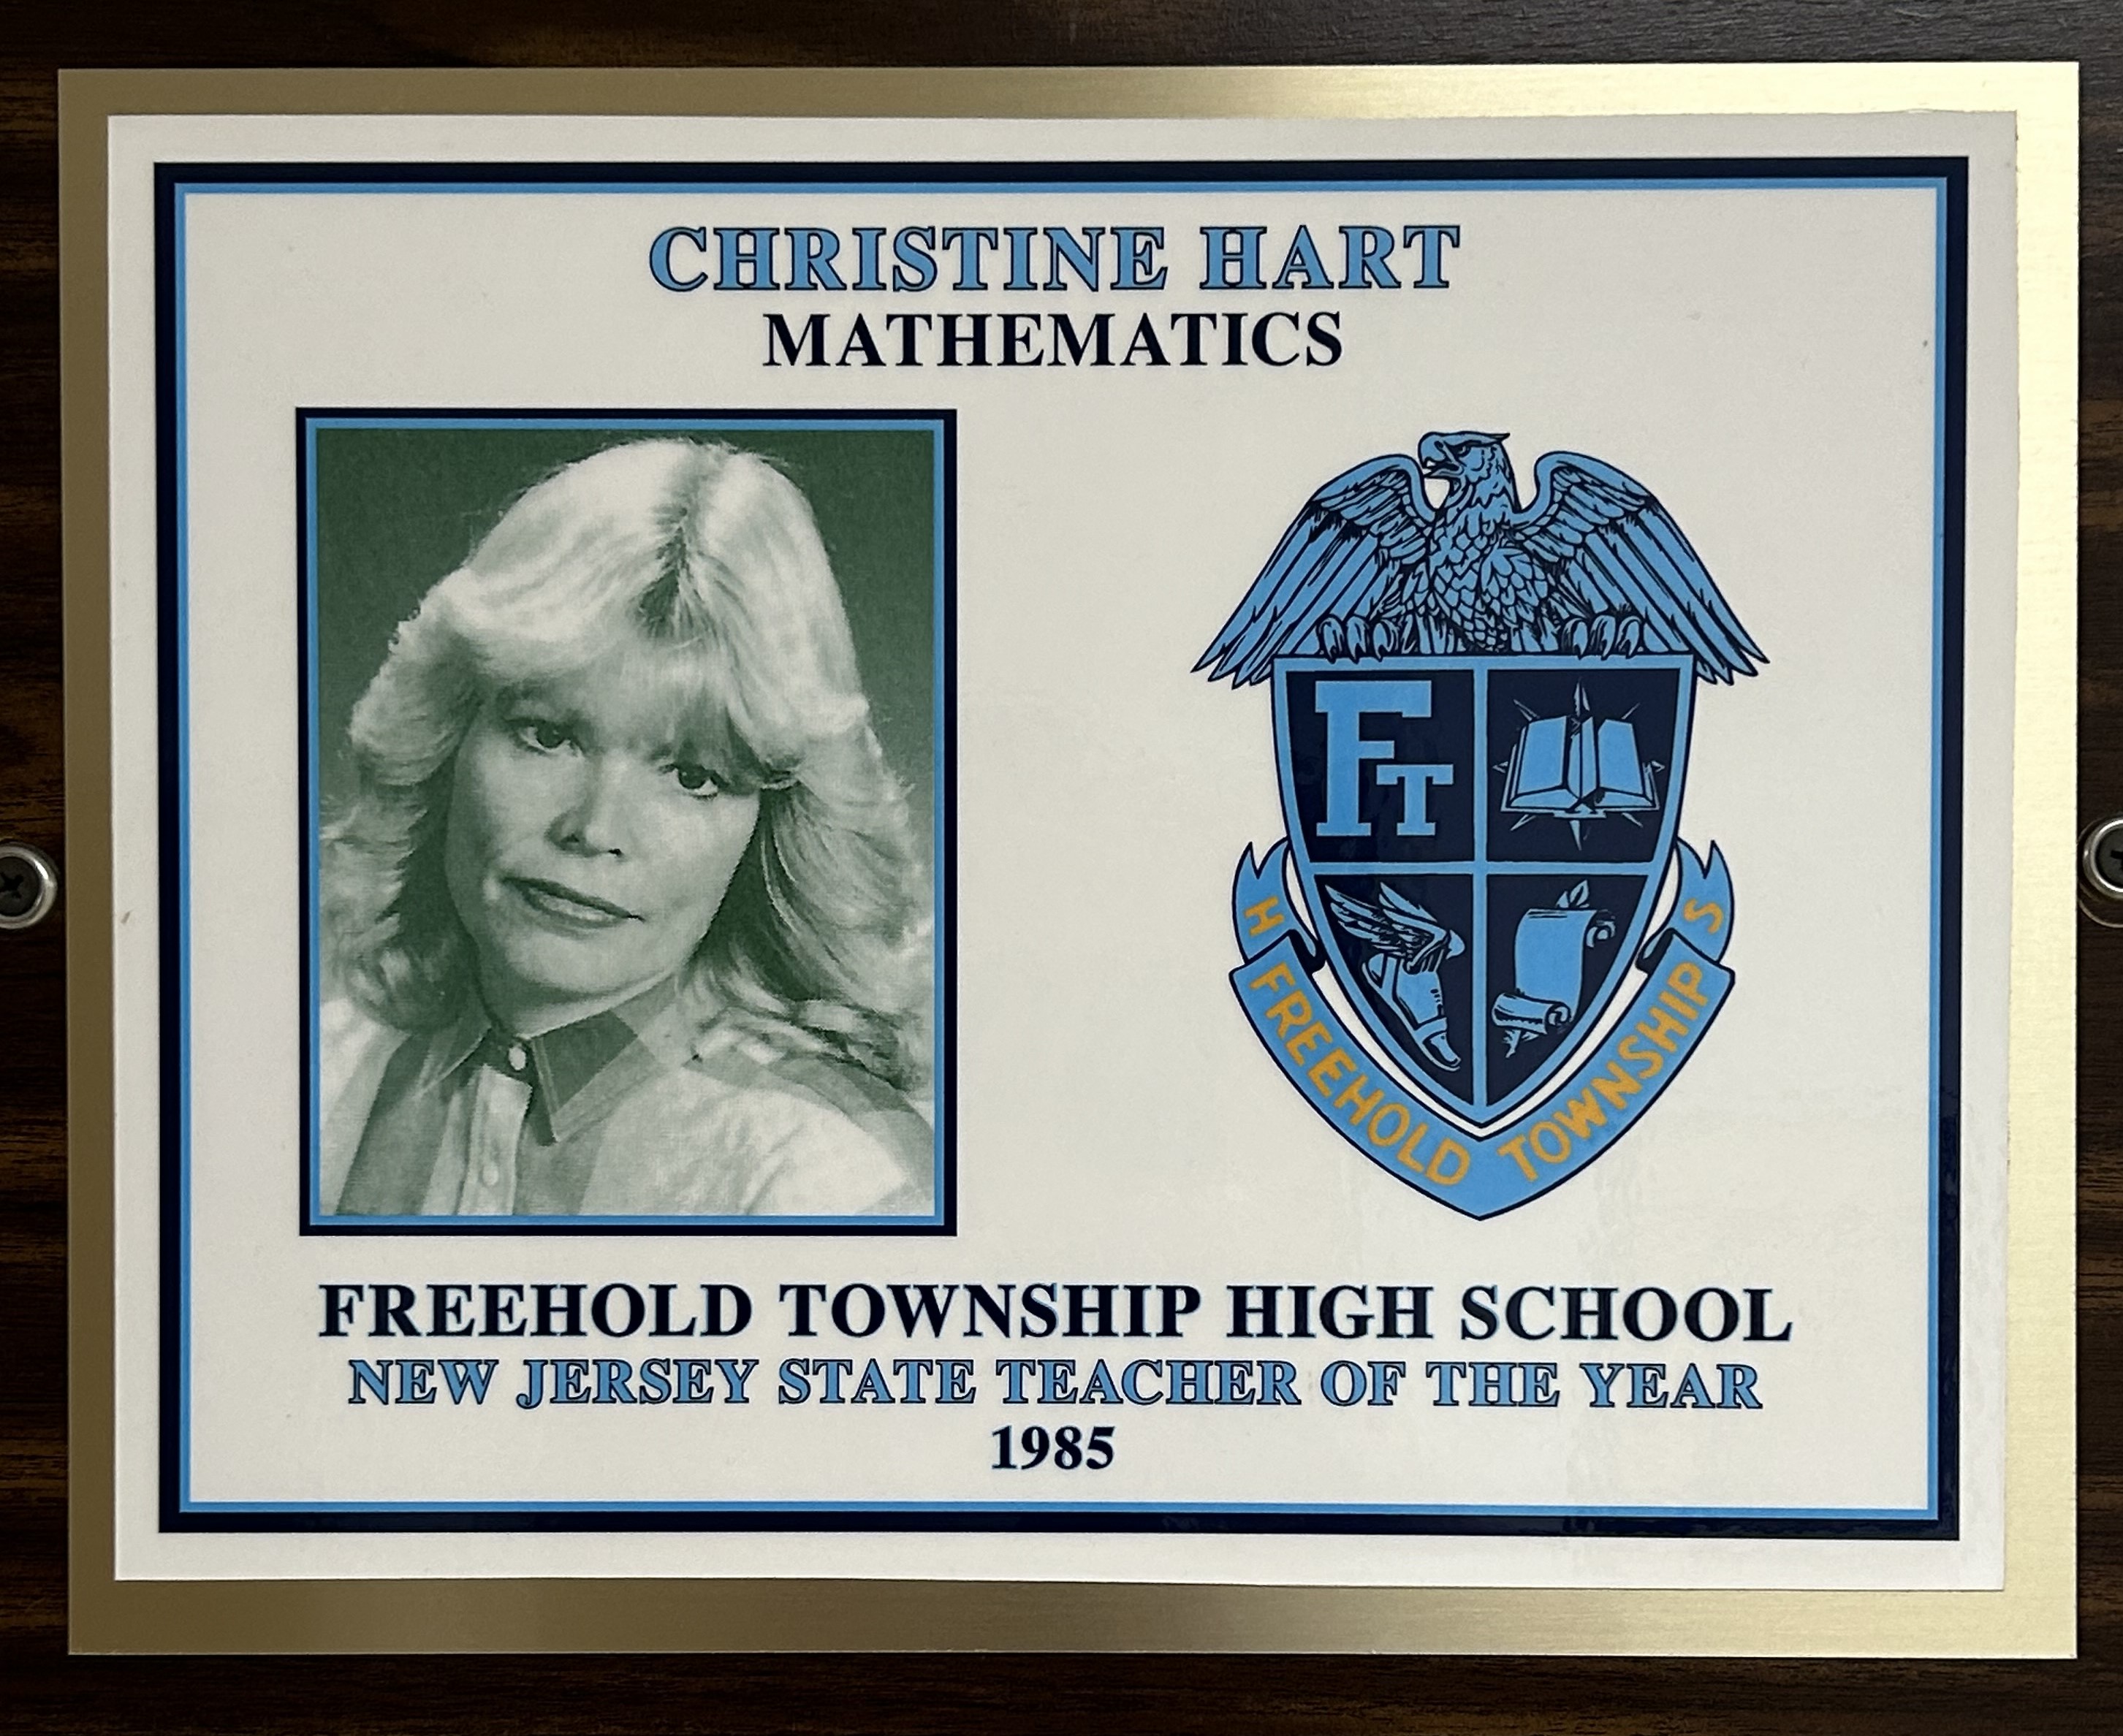 CHRISTINE HART
MATHEMATICS
FT
H S
FREEHOLD TOWNSHIP
FREEHOLD TOWNSHIP HIGH SCHOOL
NEW JERSEY STATE TEACHER OF THE YEAR
1985